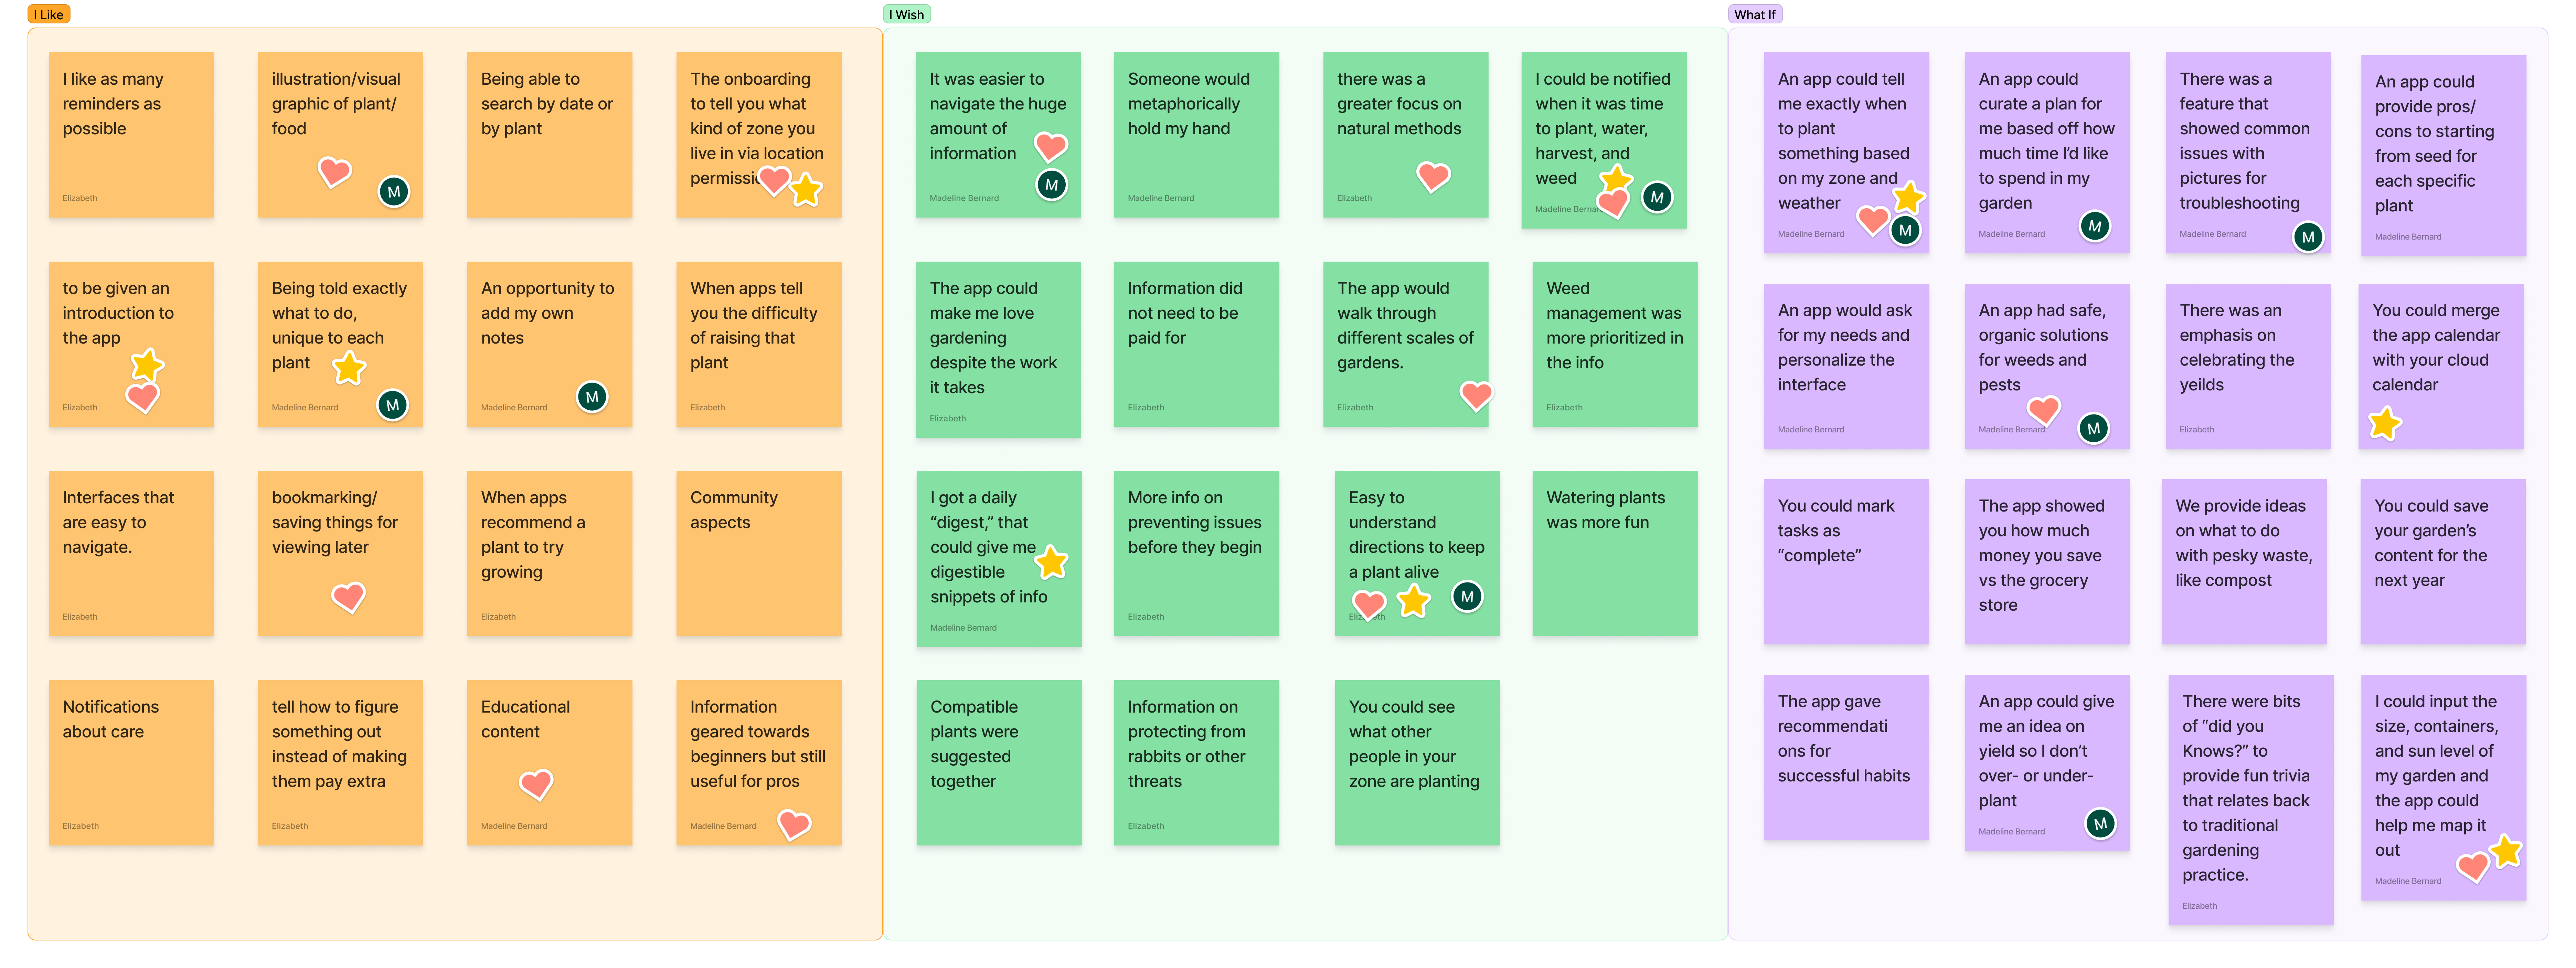 I Like
I like as many
reminders as
possible
Elizabeth
illustration/visual
graphic of plant/
food
M
Being able to
search by date or
by plant
The onboarding
to tell you what
kind of zone you
live in via location
to be given an
introduction to
the app
Elizabeth
Being told exactly
what to do,
unique to each
plant
Madeline Bernard
M
An opportunity to
add my own
notes
Madeline Bernard
M
When apps tell
you the difficulty
of raising that
plant
Elizabeth
Interfaces that
are easy to
navigate.
Elizabeth
bookmarking/
saving things for
viewing later
When apps
recommend a
plant to try
growing
Elizabeth
Community
aspects
Notifications
about care
Elizabeth
tell how to figure
something out
instead of making
them pay extra
Elizabeth
Educational
content
Madeline Bernard
Information
geared towards
beginners but still
useful for pros
Madeline Bernard
I Wish
It was easier to
navigate the huge
amount of
information
Madeline Bernard
M
Someone would
metaphorically
hold my hand
Madeline Bernard
there was a
greater focus on
natural methods
Elizabeth
I could be notified
when it was time
to plant, water,
harvest, and
weed
Madeline
M
The app could
make me love
gardening
despite the work
it takes
Elizabeth
Information did
not need to be
paid for
Elizabeth
The app would
walk through
different scales of
gardens.
Elizabeth
Weed
management was
more prioritized in
the info
Elizabeth
I got a daily
“digest,” that
could give me
digestible
snippets of info
Madeline Bernard
More info on
preventing issues
before they begin
Elizabeth
Easy to
understand
directions to keep
a plant alive
M
Watering plants
was more fun
Compatible
plants were
suggested
together
Information on
protecting from
rabbits or other
threats
Elizabeth
You could see
what other
people in your
zone are planting
What If
An app could tell
me exactly when
to plant
something based
on my zone and
weather
Madeline Bernard
M
An app could
curate a plan for
me based off how
much time I’d like
to spend in my
garden
Madeline Bernard
M
There was a
feature that
showed common
issues with
pictures for
troubleshooting
Madeline Bernard
M
An app could
provide pros/
cons to starting
from seed for
each specific
plant
Madeline Bernard
An app would ask
for my needs and
personalize the
interface
Madeline Bernard
An app had safe,
organic solutions
for weeds and
pests
Madeline Bernard
M
There was an
emphasis on
celebrating the
yeilds
Elizabeth
You could merge
the app calendar
with your cloud
calendar
You could mark
tasks as
“complete”
The app showed
you how much
money you save
vs the grocery
store
We provide ideas
on what to do
with pesky waste,
like compost
You could save
your garden’s
content for the
next year
The app gave
recommendati
ons for
successful habits
An app could give
me an idea on
yield so I don’t
over- or under-
plant
Madeline Bernard
M
There were bits
of “did you
Knows?” to
provide fun trivia
that relates back
to traditional
gardening
practice.
Elizabeth
I could input the
size, containers,
and sun level of
my garden and
the app could
help me map it
out
Madeline Bernard